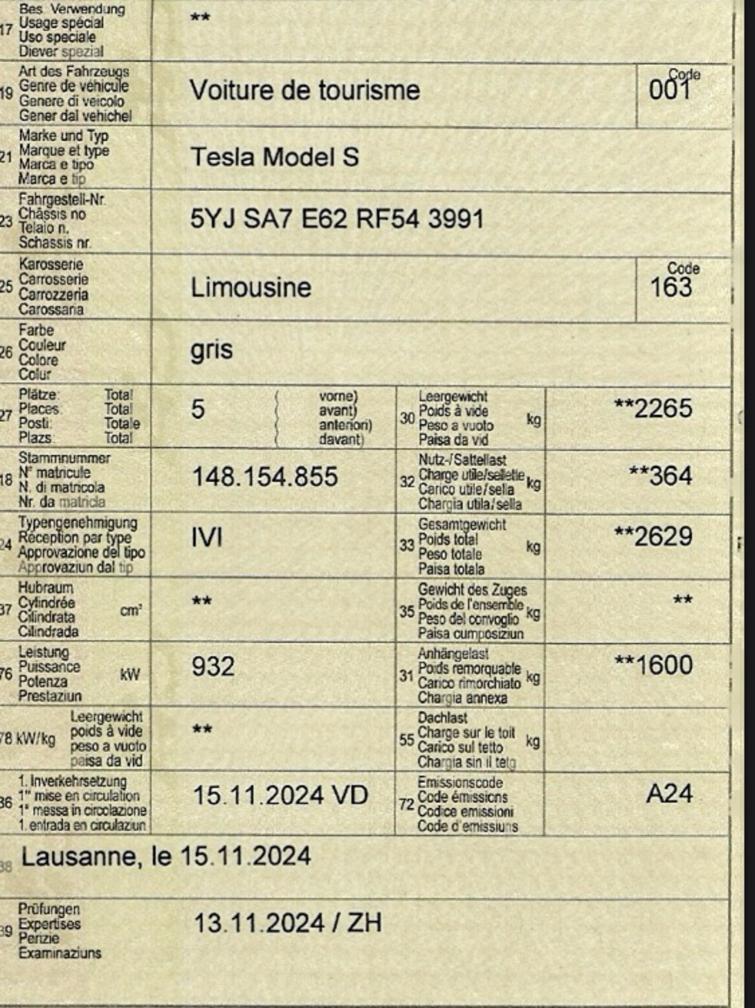 17 Bes. Verwendung
Usage spécial
Uso speciale
Diever spezial
**
19 Art des Fahrzeugs
Genre de véhicule
Genere di veicolo
Gener dal vehichel
Voiture de tourisme
Code
001
21 Marke und Typ
Marque et type
Marca e tipo
Marca e tip
Tesla Model S
23 Fahrgestell-Nr.
Châssis no
Telaio n.
Schassis nr.
5YJ SA7 E62 RF54 3991
25 Karosserie
Carrosserie
Carrozzeria
Carossaria
Limousine
Code
163
26 Farbe
Couleur
Colore
Colur
gris
27 Plätze: Total
Places: Total
Posti: Totale
Plazs: Total
5
( vorne)
avant)
anteriori)
( davant)
30 Leergewicht
Poids à vide
Peso a vuoto
Paisa da vid
kg
**2265
18 Stammnummer
N° matricule
N. di matricola
Nr. da matricla
148.154.855
32 Nutz-/Sattellast
Charge utile/sellette
Carico utile/sella
Chargia utila/sella
kg
**364
24 Typengenehmigung
Réception par type
Approvazione del tipo
Approvaziun dal tip
IVI
33 Gesamtgewicht
Poids total
Peso totale
Paisa totala
kg
**2629
37 Hubraum
Cylindrée
Cilindrata
Cilindrada
cm³
**
35 Gewicht des Zuges
Poids de l'ensemble
Peso del convoglio
Paisa cumposiziun
kg
**
76 Leistung
Puissance
Potenza
Prestaziun
kW
932
31 Anhängelast
Poids remorquable
Carico rimorchiato
Chargia annexa
kg
**1600
78 kW/kg
Leergewicht
poids à vide
peso a vuoto
paisa da vid
**
55 Dachlast
Charge sur le toit
Carico sul tetto
Chargia sin il tetg
kg
36 1. Inverkehrsetzung
1re mise en circulation
1a messa in circolazione
1. entrada en circulaziun
15.11.2024 VD
72 Emissionscode
Code émissions
Codice emissioni
Code d'emissiuns
A24
38 Lausanne, le 15.11.2024
39 Prüfungen
Expertises
Perizie
Examinaziuns
13.11.2024 / ZH